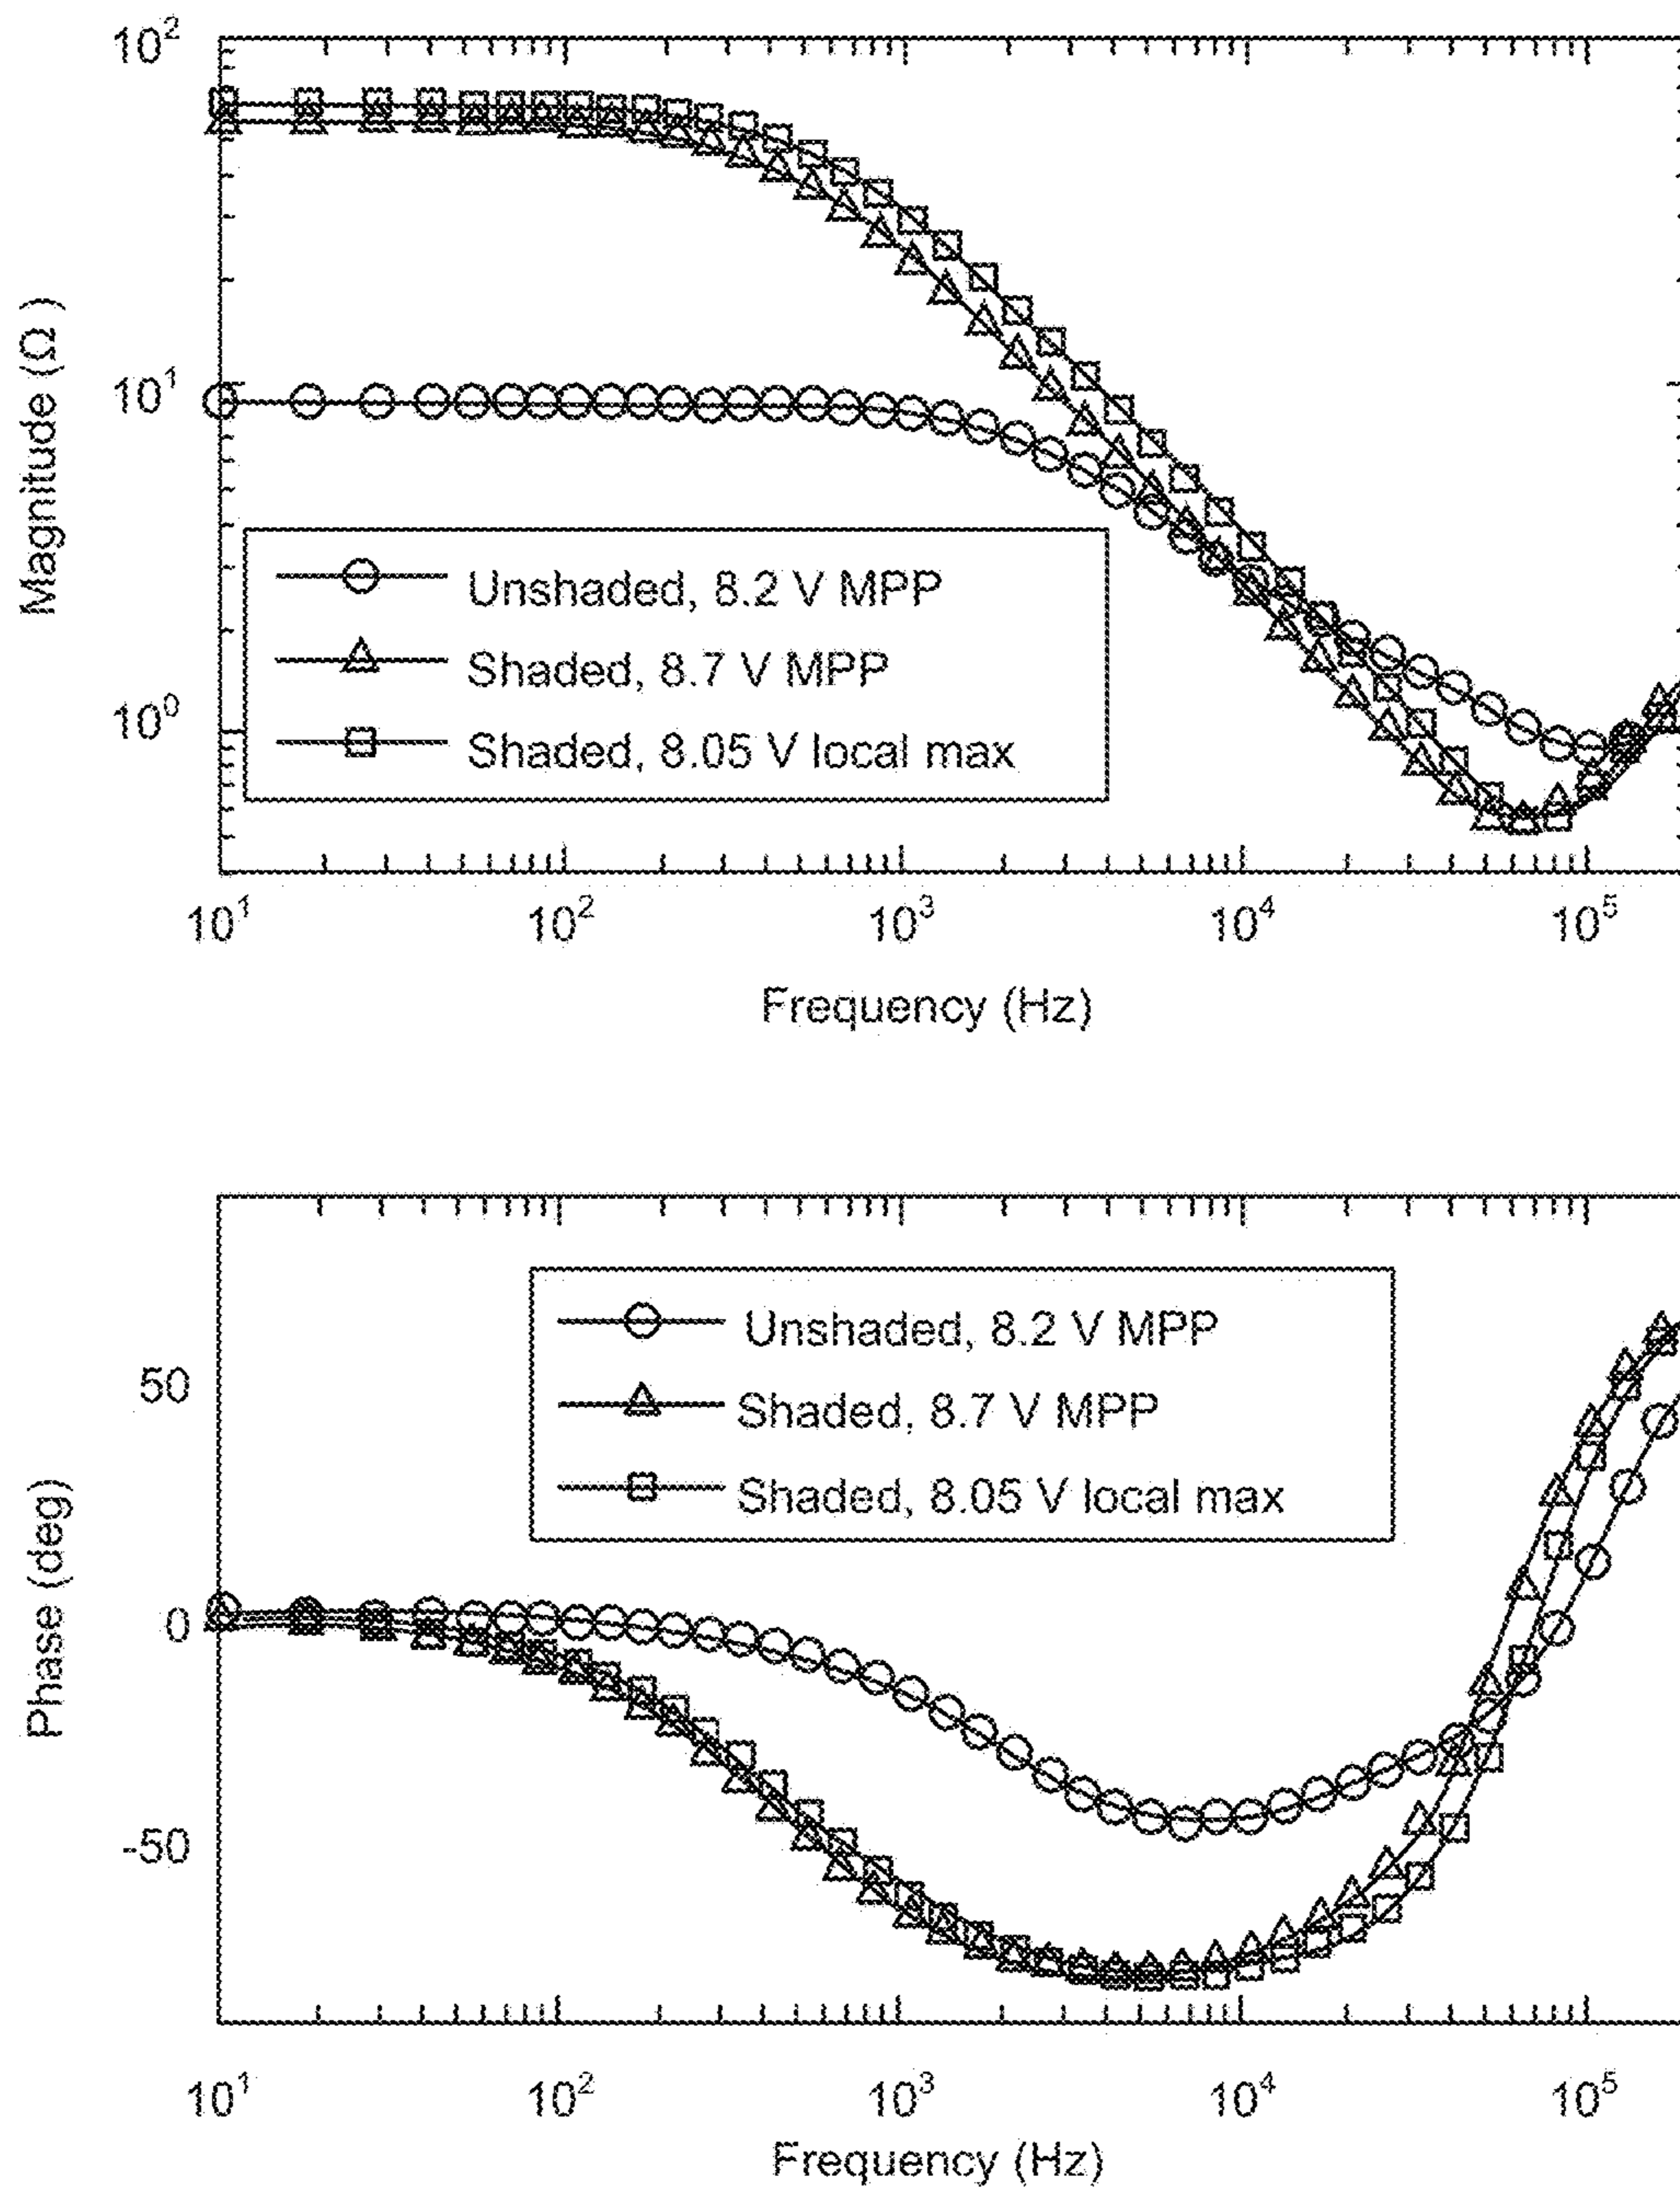 10²
10¹
10⁰
Magnitude (Ω )
Unshaded, 8.2 V MPP
Shaded, 8.7 V MPP
Shaded, 8.05 V local max
10¹ 10² 10³ 10⁴ 10⁵
Frequency (Hz)
Unshaded, 8.2 V MPP
Shaded, 8.7 V MPP
Shaded, 8.05 V local max
50
0
-50
Phase (deg)
10¹ 10² 10³ 10⁴ 10⁵
Frequency (Hz)